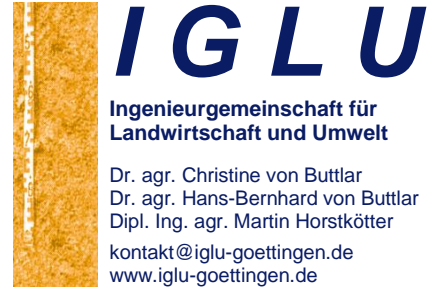 IGLU
Ingenieurgemeinschaft für
Landwirtschaft und Umwelt
Dr. agr. Christine von Buttlar
Dr. agr. Hans-Bernhard von Buttlar
Dipl. Ing. agr. Martin Horstkötter
kontakt@iglu-goettingen.de
www.iglu-goettingen.de